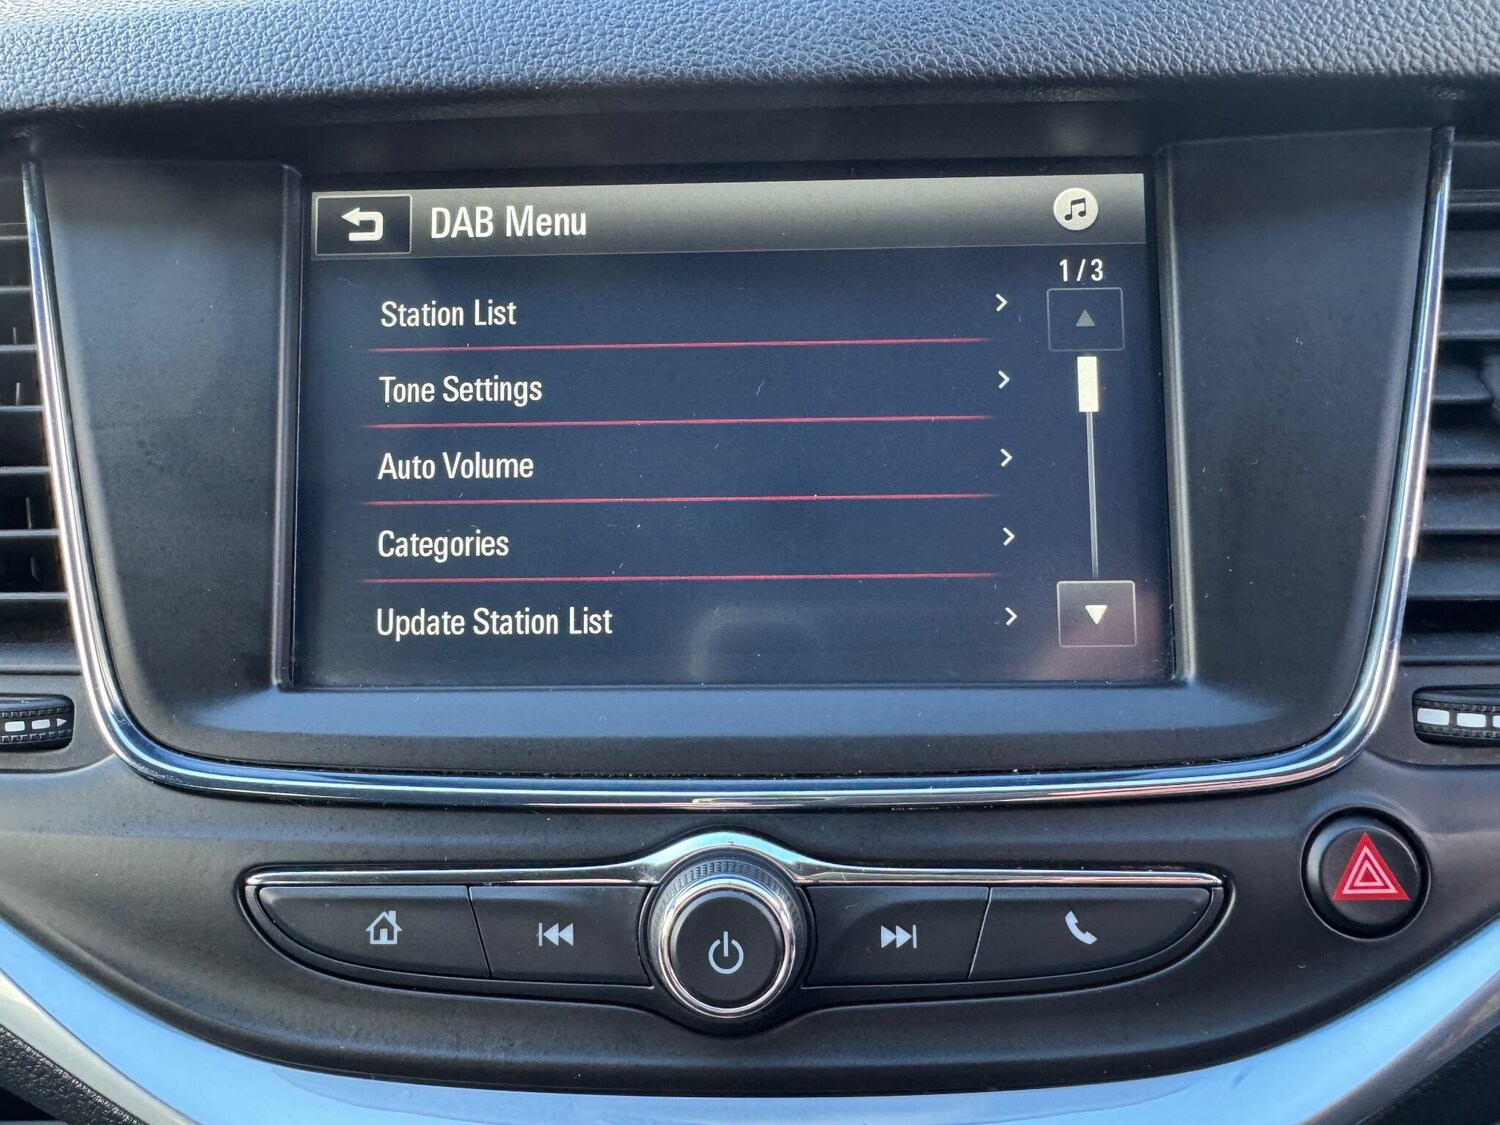 DAB Menu
1/3
Station List
Tone Settings
Auto Volume
Categories
Update Station List